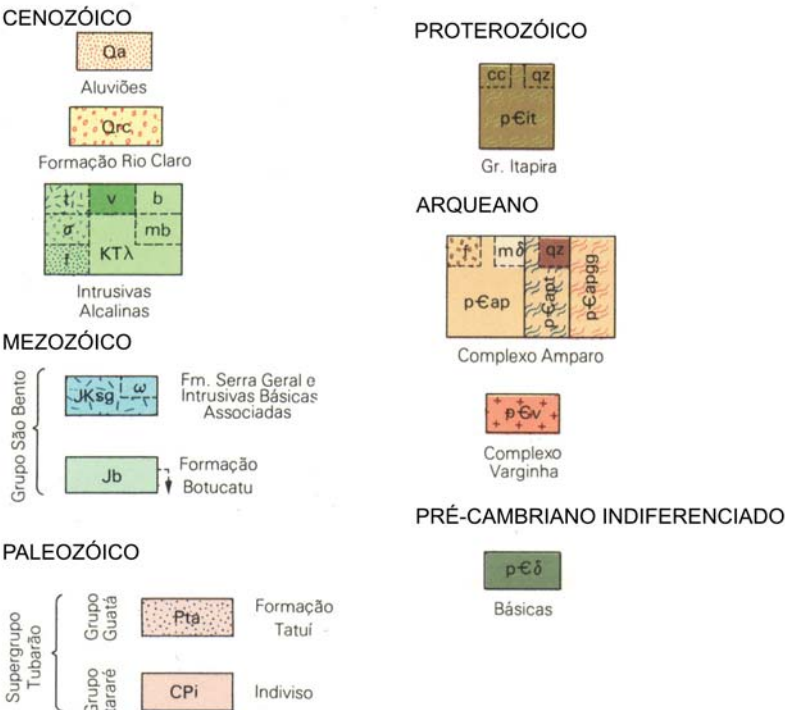 CENOZÓICO
Qa
Aluviões
Qrc
Formação Rio Claro
t v b
σ mb
f KTλ
Intrusivas
Alcalinas
MEZOZÓICO
Grupo São Bento
JKsg ω
Fm. Serra Geral e
Intrusivas Básicas
Associadas
Jb
Formação
Botucatu
PALEOZÓICO
Supergrupo
Tubarão
Grupo
Guatá
Pta
Formação
Tatuí
Grupo
CPi
Indiviso
PROTEROZÓICO
cc qz
p€it
Gr. Itapira
ARQUEANO
f mδ qz
p€ap p€apt p€apgg
Complexo Amparo
p€v
Complexo
Varginha
PRÉ-CAMBRIANO INDIFERENCIADO
p€δ
Básicas